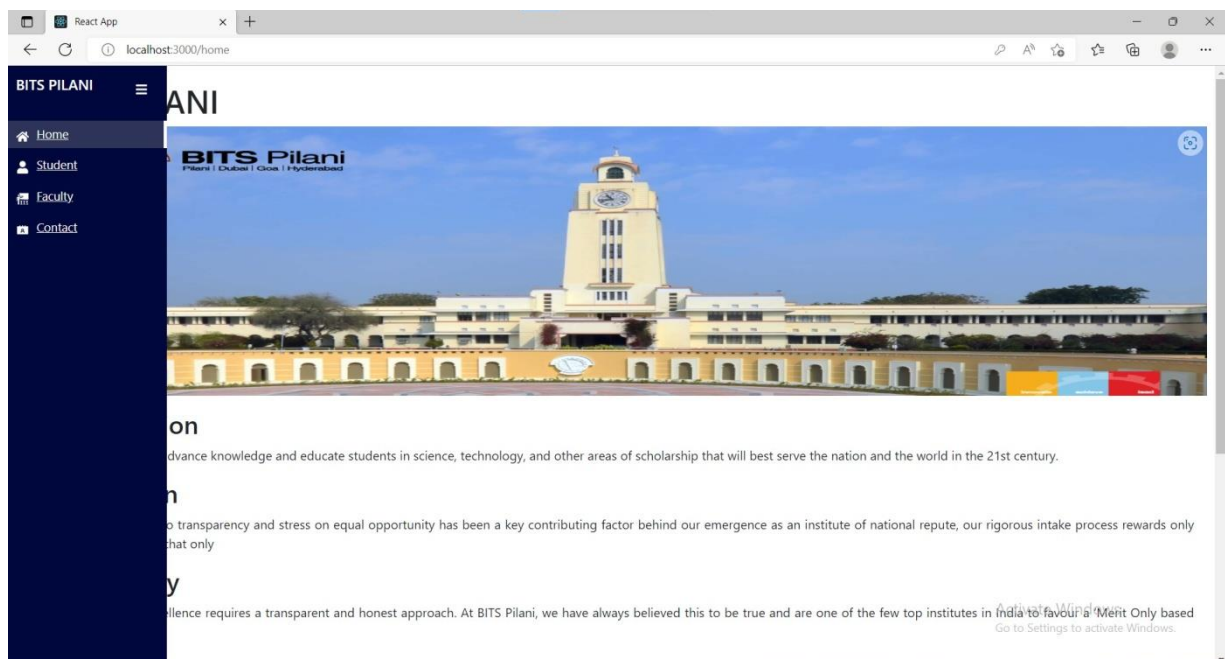 React App
localhost:3000/home
BITS PILANI
ANI
Home
Student
Faculty
Contact
BITS Pilani
Pilani | Dubai | Goa | Hyderabad
on
dvance knowledge and educate students in science, technology, and other areas of scholarship that will best serve the nation and the world in the 21st century.
n
o transparency and stress on equal opportunity has been a key contributing factor behind our emergence as an institute of national repute, our rigorous intake process rewards only
that only
y
ellence requires a transparent and honest approach. At BITS Pilani, we have always believed this to be true and are one of the few top institutes in India to favour a 'Merit Only based
Activate Windows
Go to Settings to activate Windows.